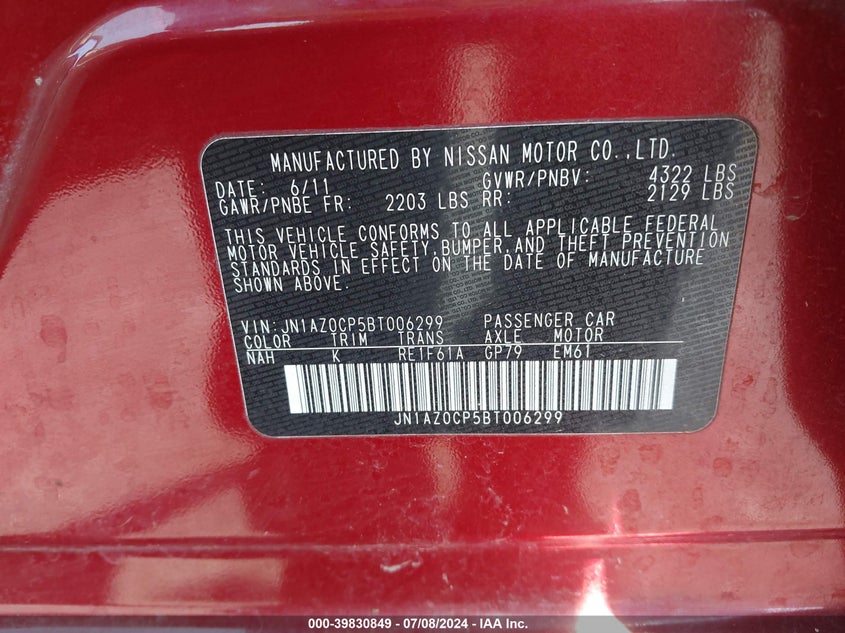 MANUFACTURED BY NISSAN MOTOR CO.,LTD.
DATE: 6/11 GVWR/PNBV: 4322 LBS
GAWR/PNBE FR: 2203 LBS RR: 2129 LBS
THIS VEHICLE CONFORMS TO ALL APPLICABLE FEDERAL
MOTOR VEHICLE SAFETY,BUMPER,AND THEFT PREVENTION
STANDARDS IN EFFECT ON THE DATE OF MANUFACTURE
SHOWN ABOVE.
VIN: JN1AZ0CP5BT006299 PASSENGER CAR
COLOR TRIM TRANS AXLE MOTOR
NAH K RE1F61A GP79 EM61
JN1AZ0CP5BT006299
000-39830849 - 07/08/2024 - IAA Inc.